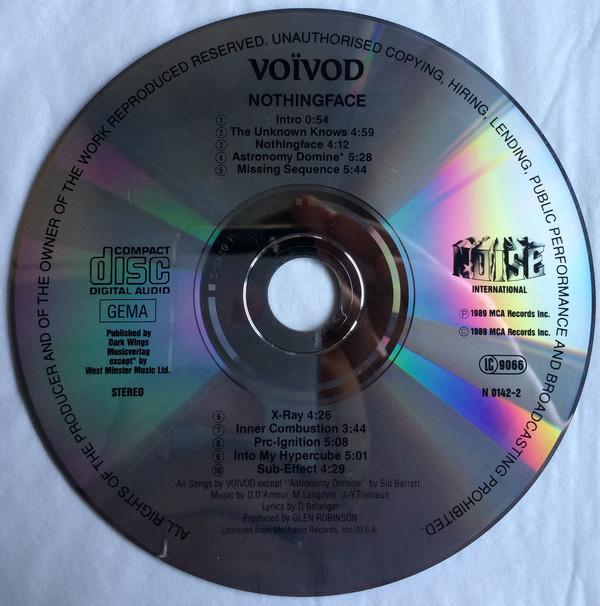 ALL RIGHTS OF THE PRODUCER AND OF THE OWNER OF THE WORK REPRODUCED RESERVED. UNAUTHORISED COPYING, HIRING, LENDING, PUBLIC PERFORMANCE AND BROADCASTING PROHIBITED.
VOÏVOD
NOTHINGFACE
1 Intro 0:54
2 The Unknown Knows 4:59
3 Nothingface 4:12
4 Astronomy Domine* 5:28
5 Missing Sequence 5:44
COMPACT
disc
DIGITAL AUDIO
GEMA
Published by
Dark Wings
Musicverlag
except* by
West Minster Music Ltd.
STEREO
NOISE
INTERNATIONAL
Ⓟ 1989 MCA Records Inc.
© 1989 MCA Records Inc.
LC 9066
N 0142-2
6 X-Ray 4:26
7 Inner Combustion 3:44
8 Prc-Ignition 5:08
9 Into My Hypercube 5:01
10 Sub-Effect 4:29
All Songs by VOIVOD except "Astronomy Domine" by Sid Barrett.
Music by D.D'Amour, M.Langevin, J.-Y.Theriault
Lyrics by D.Belanger
Produced by GLEN ROBINSON
Licensed from Mechanic Records, Inc./U.S.A.